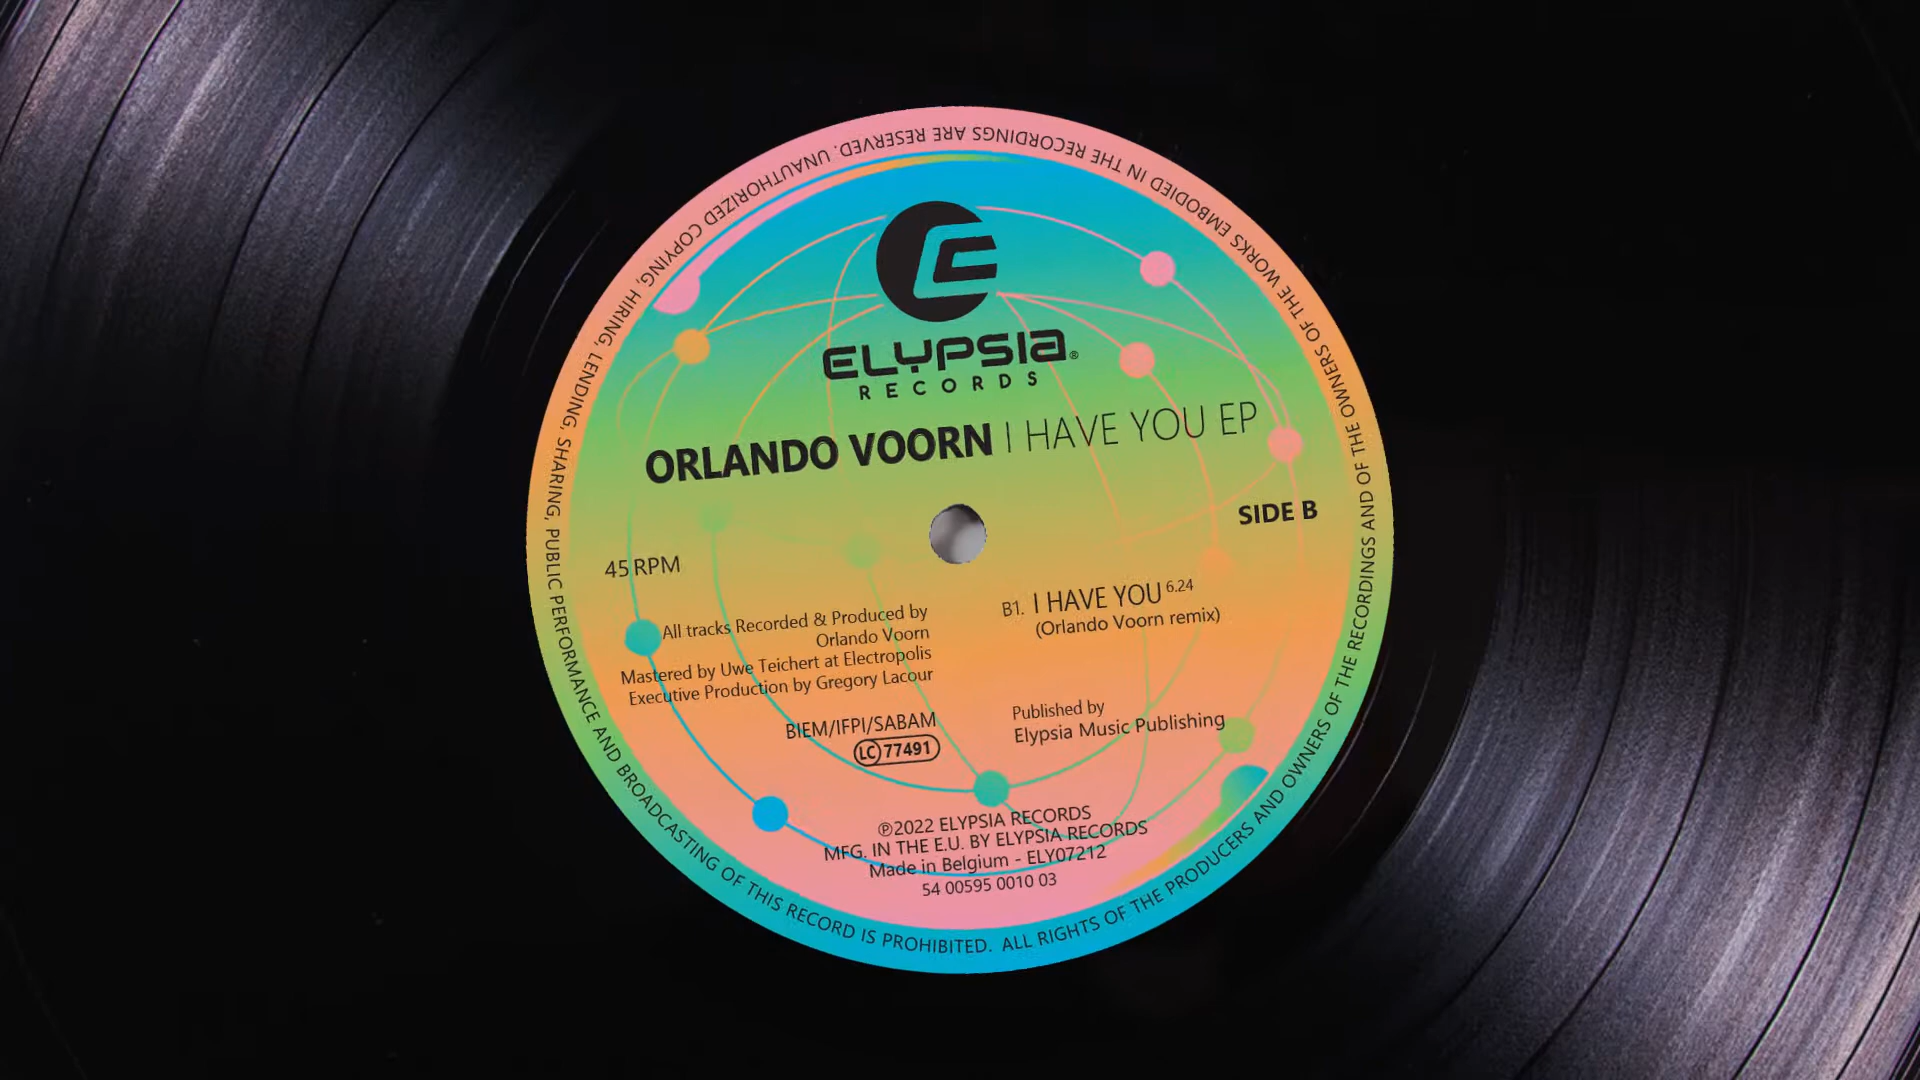 ELYPSIA®
RECORDS
ORLANDO VOORN I HAVE YOU EP
SIDE B
45 RPM
All tracks Recorded & Produced by
Orlando Voorn
Mastered by Uwe Teichert at Electropolis
Executive Production by Gregory Lacour
BIEM/IFPI/SABAM
LC 77491
B1. I HAVE YOU 6.24
(Orlando Voorn remix)
Published by
Elypsia Music Publishing
℗2022 ELYPSIA RECORDS
MFG. IN THE E.U. BY ELYPSIA RECORDS
Made in Belgium - ELY07212
54 00595 0010 03
ALL RIGHTS OF THE PRODUCERS AND OWNERS OF THE RECORDINGS AND OF THE OWNERS OF THE WORKS EMBODIED IN THE RECORDINGS ARE RESERVED. UNAUTHORIZED COPYING, HIRING, LENDING, SHARING, PUBLIC PERFORMANCE AND BROADCASTING OF THIS RECORD IS PROHIBITED.